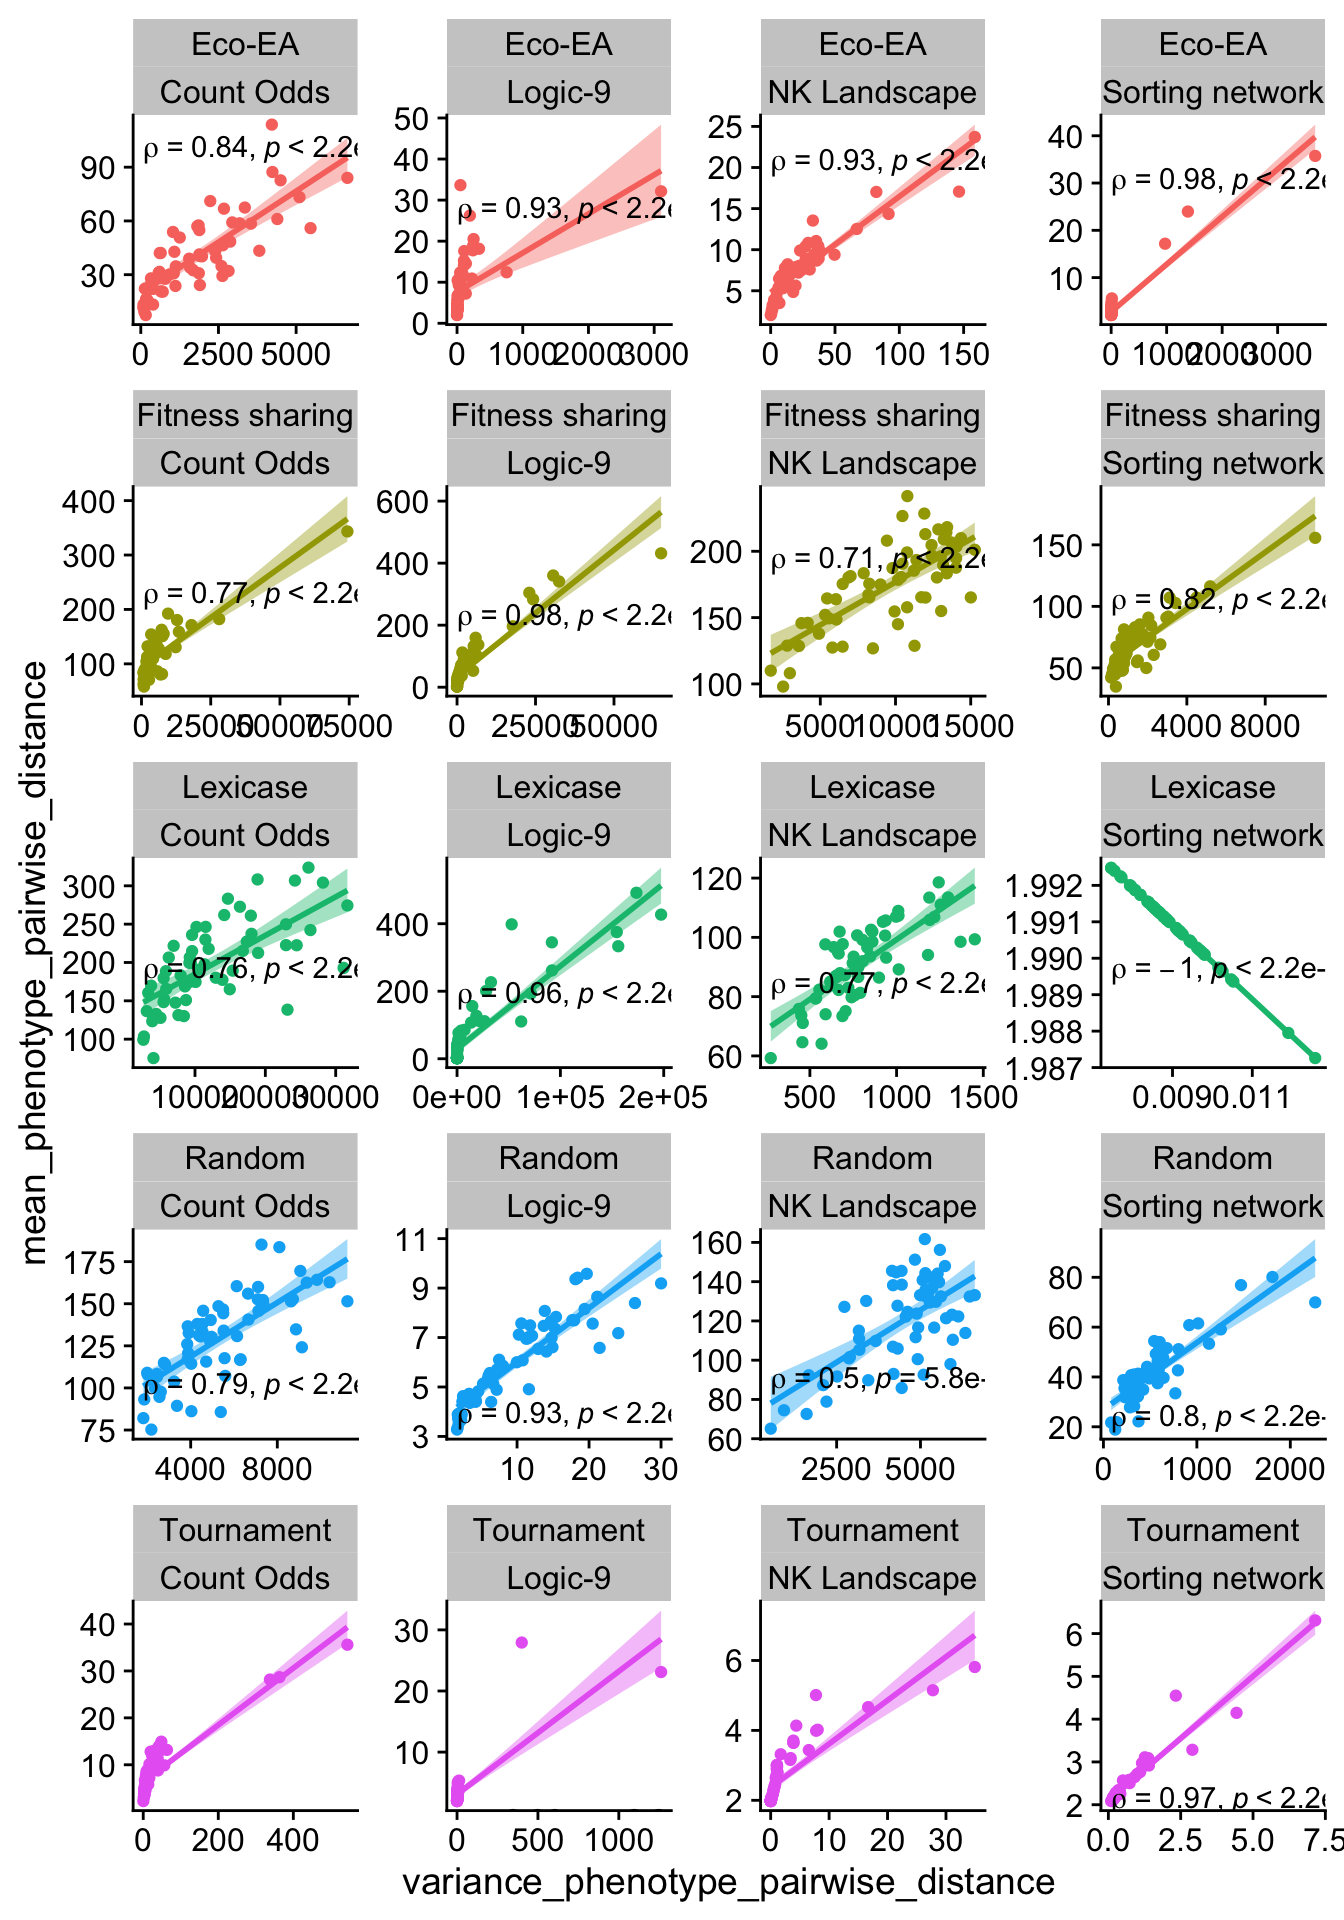 Eco-EA Eco-EA Eco-EA Eco-EA
Count Odds Logic-9 NK Landscape Sorting network
ρ = 0.84, p < 2.2e
ρ = 0.93, p < 2.2e
ρ = 0.93, p < 2.2e
ρ = 0.98, p < 2.2e
90
60
30
50
40
30
20
10
0
25
20
15
10
5
40
30
20
10
0 2500 5000
0 1000 2000 3000
0 50 100 150
0 1000 2000 3000
Fitness sharing Fitness sharing Fitness sharing Fitness sharing
Count Odds Logic-9 NK Landscape Sorting network
ρ = 0.77, p < 2.2e
ρ = 0.98, p < 2.2e
ρ = 0.71, p < 2.2e
ρ = 0.82, p < 2.2e
400
300
200
100
600
400
200
0
200
150
100
150
100
50
0 25000 50000 75000
0 25000 50000
5000 10000 15000
0 4000 8000
Lexicase Lexicase Lexicase Lexicase
Count Odds Logic-9 NK Landscape Sorting network
ρ = 0.76, p < 2.2e
ρ = 0.96, p < 2.2e
ρ = 0.77, p < 2.2e
ρ = −1, p < 2.2e-
300
250
200
150
100
400
200
0
120
100
80
60
1.992
1.991
1.990
1.989
1.988
1.987
10000 20000 30000
0e+00 1e+05 2e+05
500 1000 1500
0.009 0.011
Random Random Random Random
Count Odds Logic-9 NK Landscape Sorting network
ρ = 0.79, p < 2.2e
ρ = 0.93, p < 2.2e
ρ = 0.5, p = 5.8e-
ρ = 0.8, p < 2.2e-
175
150
125
100
75
11
9
7
5
3
160
140
120
100
80
60
80
60
40
20
4000 8000
10 20 30
2500 5000
0 1000 2000
Tournament Tournament Tournament Tournament
Count Odds Logic-9 NK Landscape Sorting network
ρ = 0.97, p < 2.2e
40
30
20
10
30
20
10
6
4
2
6
5
4
3
2
0 200 400
0 500 1000
0 10 20 30
0.0 2.5 5.0 7.5
variance_phenotype_pairwise_distance
mean_phenotype_pairwise_distance